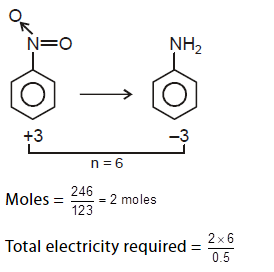 O
N=O
NH₂
+3
−3
n = 6
Moles = 246/123 = 2 moles
Total electricity required = 2 × 6/0.5